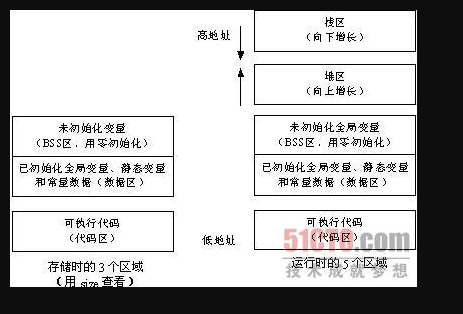 高地址
栈区
（向下增长）
堆区
（向上增长）
未初始化变量
（BSS区，用零初始化）
已初始化全局变量、静态变量
和常量数据（数据区）
可执行代码
（代码区）
存储时的3个区域
（用 size 查看）
未初始化全局变量
（BSS区，用零初始化）
已初始化全局变量、静态变量
和常量数据（数据区）
低地址
可执行代码
（代码区）
运行时的5个区域
51CTO.com
技术成就梦想